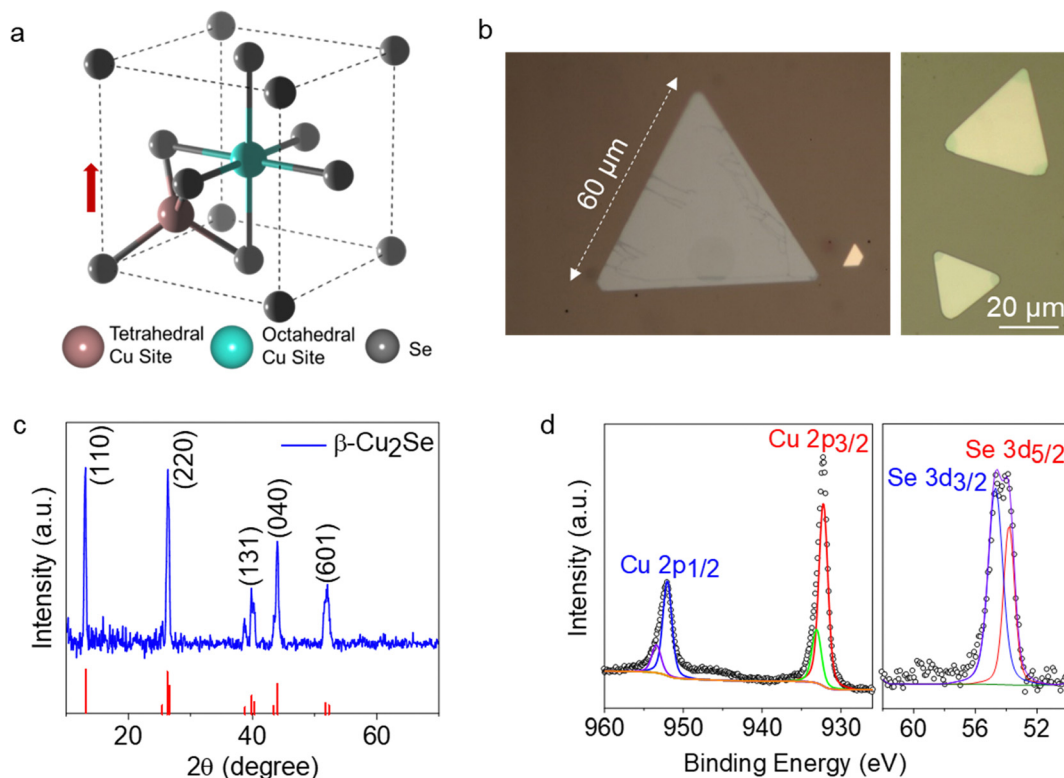 a
Tetrahedral
Cu Site
Octahedral
Cu Site
Se
b
60 μm
20 μm
c
β-Cu2Se
(110)
(220)
(131)
(040)
(601)
Intensity (a.u.)
20
40
60
2θ (degree)
d
Cu 2p3/2
Cu 2p1/2
Se 3d5/2
Se 3d3/2
Intensity (a.u.)
960
950
940
930
60
56
52
Binding Energy (eV)